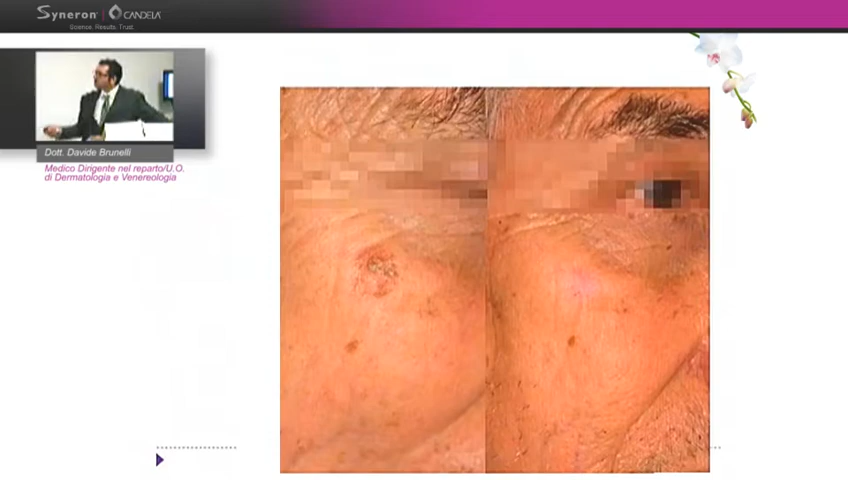 Syneron | CANDELA
Science. Results. Trust.
Dott. Davide Brunelli
Medico Dirigente nel reparto/U.O.
di Dermatologia e Venereologia